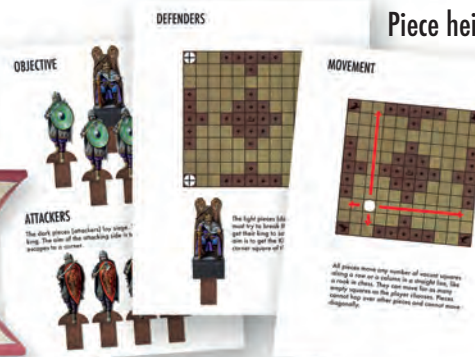 Piece hei
DEFENDERS
OBJECTIVE
MOVEMENT
ATTACKERS
The dark pieces (attackers) lay siege.
king. The aim of the attacking side is
escapes to a corner.
The light pieces
must try to break
get their king to
aim is to get the
corner square of
All pieces move any number of vacant squares
along a row or a column in a straight line, like
a rook in chess. They can move for as many
empty squares as the player chooses. Pieces
cannot hop over other pieces and cannot move
diagonally.